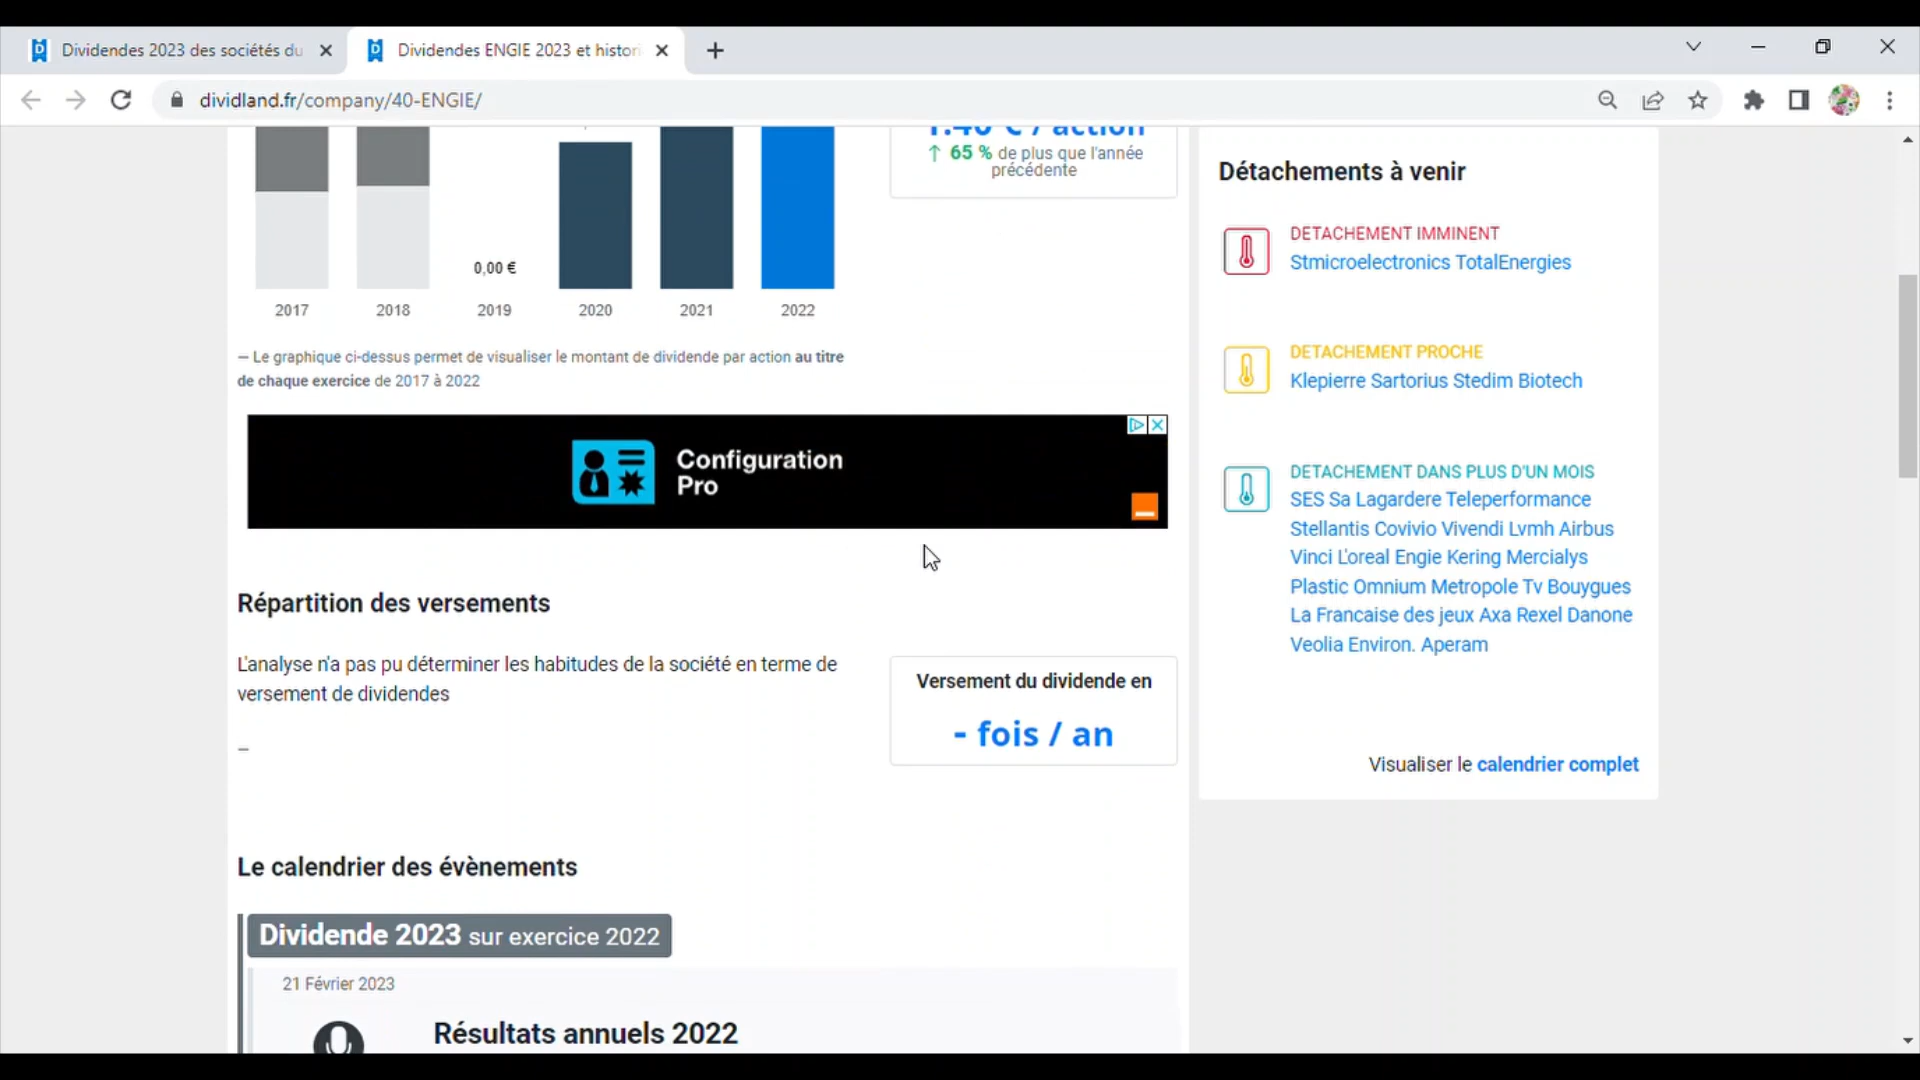 Dividendes 2023 des sociétés du
Dividendes ENGIE 2023 et histori
dividland.fr/company/40-ENGIE/
1.40 € / action
↑ 65 % de plus que l'année
précédente
0,00 €
2017 2018 2019 2020 2021 2022
– Le graphique ci-dessus permet de visualiser le montant de dividende par action au titre
de chaque exercice de 2017 à 2022
Configuration
Pro
Répartition des versements
L'analyse n'a pas pu déterminer les habitudes de la société en terme de
versement de dividendes
–
Versement du dividende en
- fois / an
Le calendrier des évènements
Dividende 2023 sur exercice 2022
21 Février 2023
Résultats annuels 2022
Détachements à venir
DETACHEMENT IMMINENT
Stmicroelectronics TotalEnergies
DETACHEMENT PROCHE
Klepierre Sartorius Stedim Biotech
DETACHEMENT DANS PLUS D'UN MOIS
SES Sa Lagardere Teleperformance
Stellantis Covivio Vivendi Lvmh Airbus
Vinci L'oreal Engie Kering Mercialys
Plastic Omnium Metropole Tv Bouygues
La Francaise des jeux Axa Rexel Danone
Veolia Environ. Aperam
Visualiser le calendrier complet